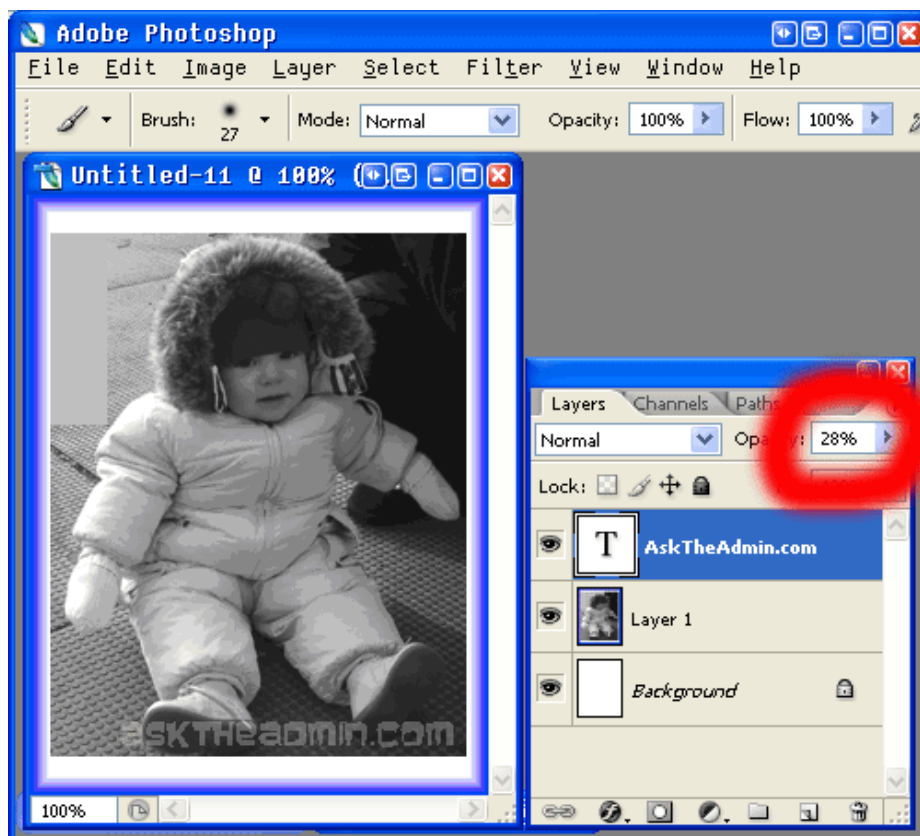 Adobe Photoshop
File Edit Image Layer Select Filter View Window Help
Brush: 27 Mode: Normal Opacity: 100% Flow: 100%
Untitled-11 @ 100% (
asktheadmin.com
100%
Layers Channels Paths
Normal Opacity: 28%
Lock:
T AskTheAdmin.com
Layer 1
Background